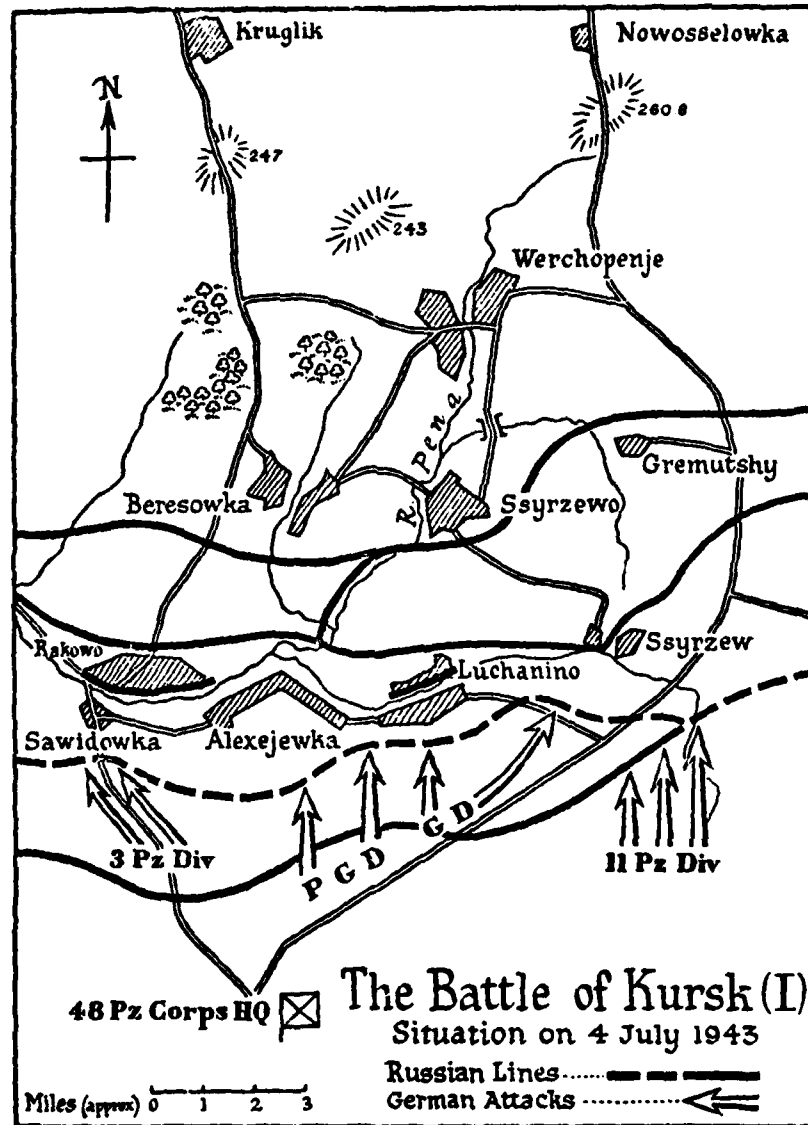 Kruglik
Nowosselowka
N
260 8
247
243
Werchopenje
R Pena
Gremutshy
Beresowka
Ssyrzewo
Rakowo
Ssyrzew
Luchanino
Sawidowka
Alexejewka
G D
3 Pz Div
P G D
11 Pz Div
48 Pz Corps HQ
The Battle of Kursk (I)
Situation on 4 July 1943
Russian Lines
German Attacks
Miles (approx) 0 1 2 3